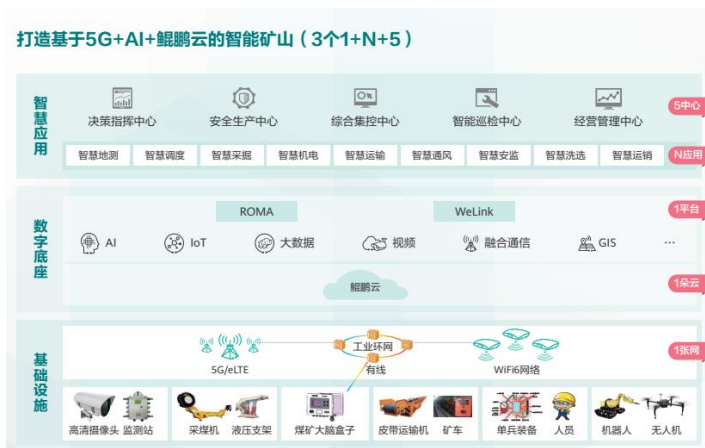 打造基于5G+AI+鲲鹏云的智能矿山（3个1+N+5）
智慧应用
决策指挥中心 安全生产中心 综合集控中心 智能巡检中心 经营管理中心
5中心
智慧地测 智慧调度 智慧采掘 智慧机电 智慧运输 智慧通风 智慧安监 智慧洗选 智慧运销
N应用
数字底座
ROMA WeLink
1平台
AI IoT 大数据 视频 融合通信 GIS ...
鲲鹏云
1朵云
基础设施
工业环网
5G/eLTE 有线 WiFi6网络
1张网
高清摄像头 监测站 采煤机 液压支架 煤矿大脑盒子 皮带运输机 矿车 单兵装备 人员 机器人 无人机